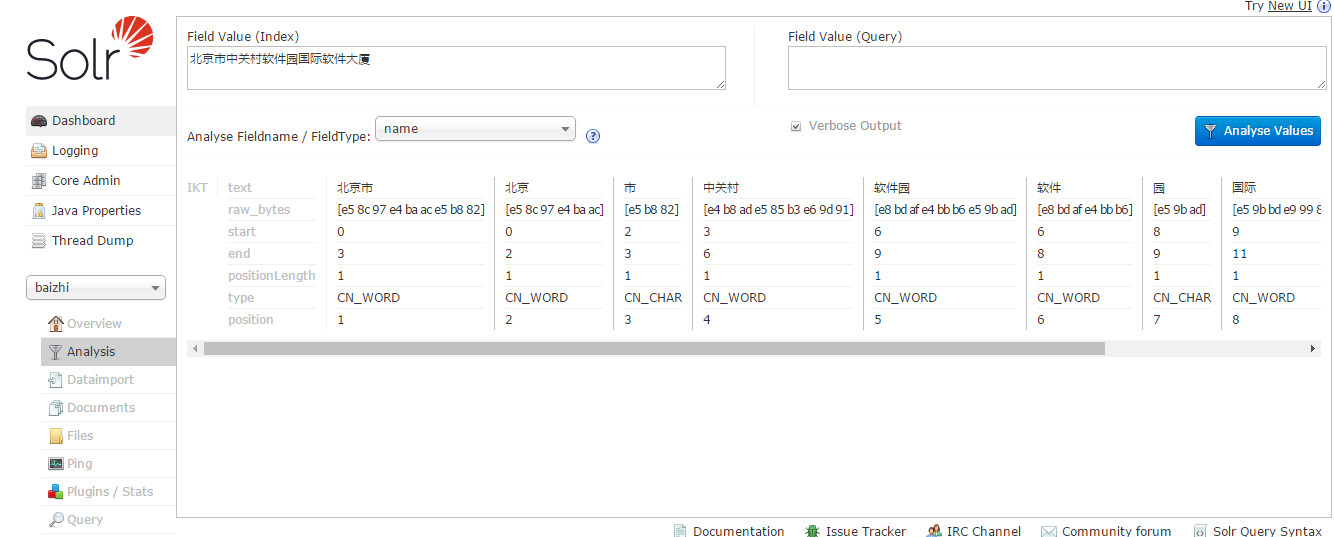 Try New UI
Solr
Dashboard
Logging
Core Admin
Java Properties
Thread Dump
baizhi
Overview
Analysis
Dataimport
Documents
Files
Ping
Plugins / Stats
Query
Field Value (Index)
北京市中关村软件园国际软件大厦
Field Value (Query)
Analyse Fieldname / FieldType: name
Verbose Output
Analyse Values
IKT text 北京市 北京 市 中关村 软件园 软件 园 国际
raw_bytes [e5 8c 97 e4 ba ac e5 b8 82] [e5 8c 97 e4 ba ac] [e5 b8 82] [e4 b8 ad e5 85 b3 e6 9d 91] [e8 bd af e4 bb b6 e5 9b ad] [e8 bd af e4 bb b6] [e5 9b ad] [e5 9b bd e9 99 8
start 0 0 2 3 6 6 8 9
end 3 2 3 6 9 8 9 11
positionLength 1 1 1 1 1 1 1 1
type CN_WORD CN_WORD CN_CHAR CN_WORD CN_WORD CN_WORD CN_CHAR CN_WORD
position 1 2 3 4 5 6 7 8
Documentation Issue Tracker IRC Channel Community forum Solr Query Syntax